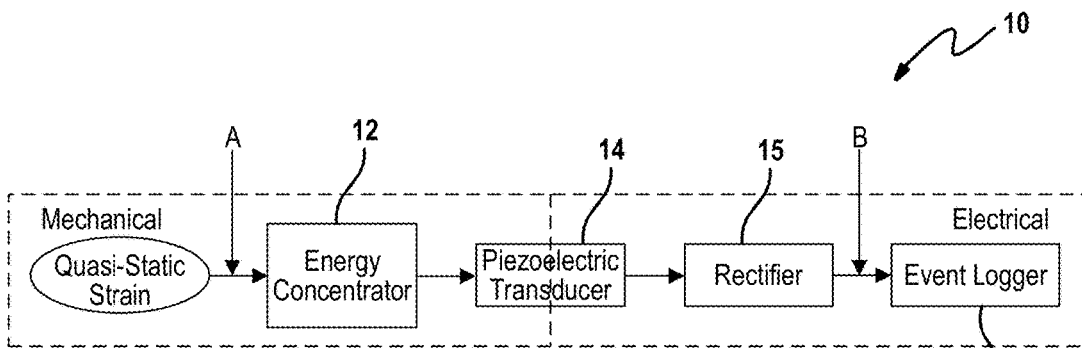 10
A
12
14
15
B
Mechanical
Electrical
Quasi-Static
Strain
Energy
Concentrator
Piezoelectric
Transducer
Rectifier
Event Logger